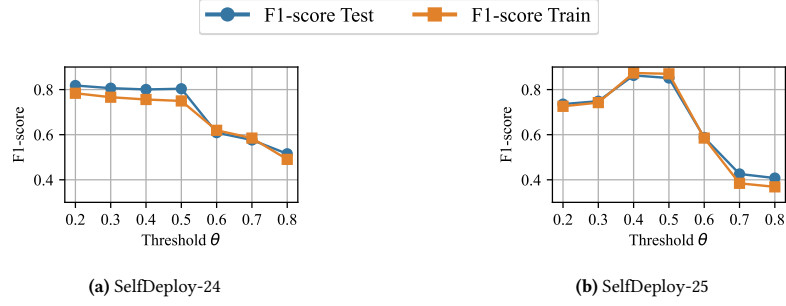 F1-score Test F1-score Train
F1-score
0.8
0.6
0.4
0.2 0.3 0.4 0.5 0.6 0.7 0.8
Threshold θ
(a) SelfDeploy-24
F1-score
0.8
0.6
0.4
0.2 0.3 0.4 0.5 0.6 0.7 0.8
Threshold θ
(b) SelfDeploy-25